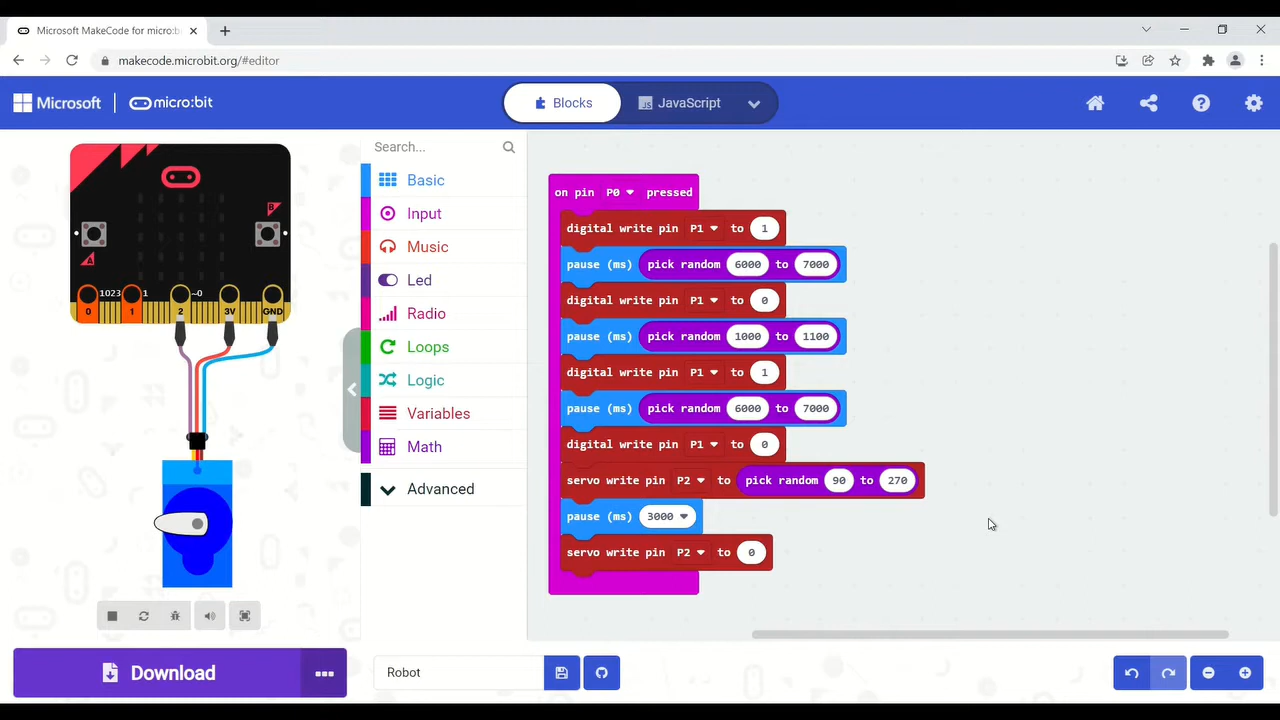 Microsoft MakeCode for micro:b
makecode.microbit.org/#editor
Microsoft | micro:bit
Blocks
JavaScript
A
B
1023 1 ~0
0 1 2 3V GND
Download
Search...
Basic
Input
Music
Led
Radio
Loops
Logic
Variables
Math
Advanced
on pin P0 pressed
digital write pin P1 to 1
pause (ms) pick random 6000 to 7000
digital write pin P1 to 0
pause (ms) pick random 1000 to 1100
digital write pin P1 to 1
pause (ms) pick random 6000 to 7000
digital write pin P1 to 0
servo write pin P2 to pick random 90 to 270
pause (ms) 3000
servo write pin P2 to 0
Robot